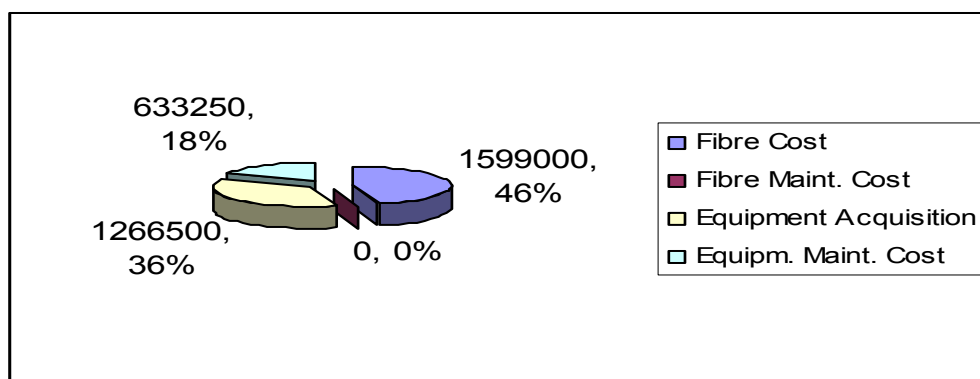 633250,
18%
1599000,
46%
1266500,
36%
0, 0%
Fibre Cost
Fibre Maint. Cost
Equipment Acquisition
Equipm. Maint. Cost